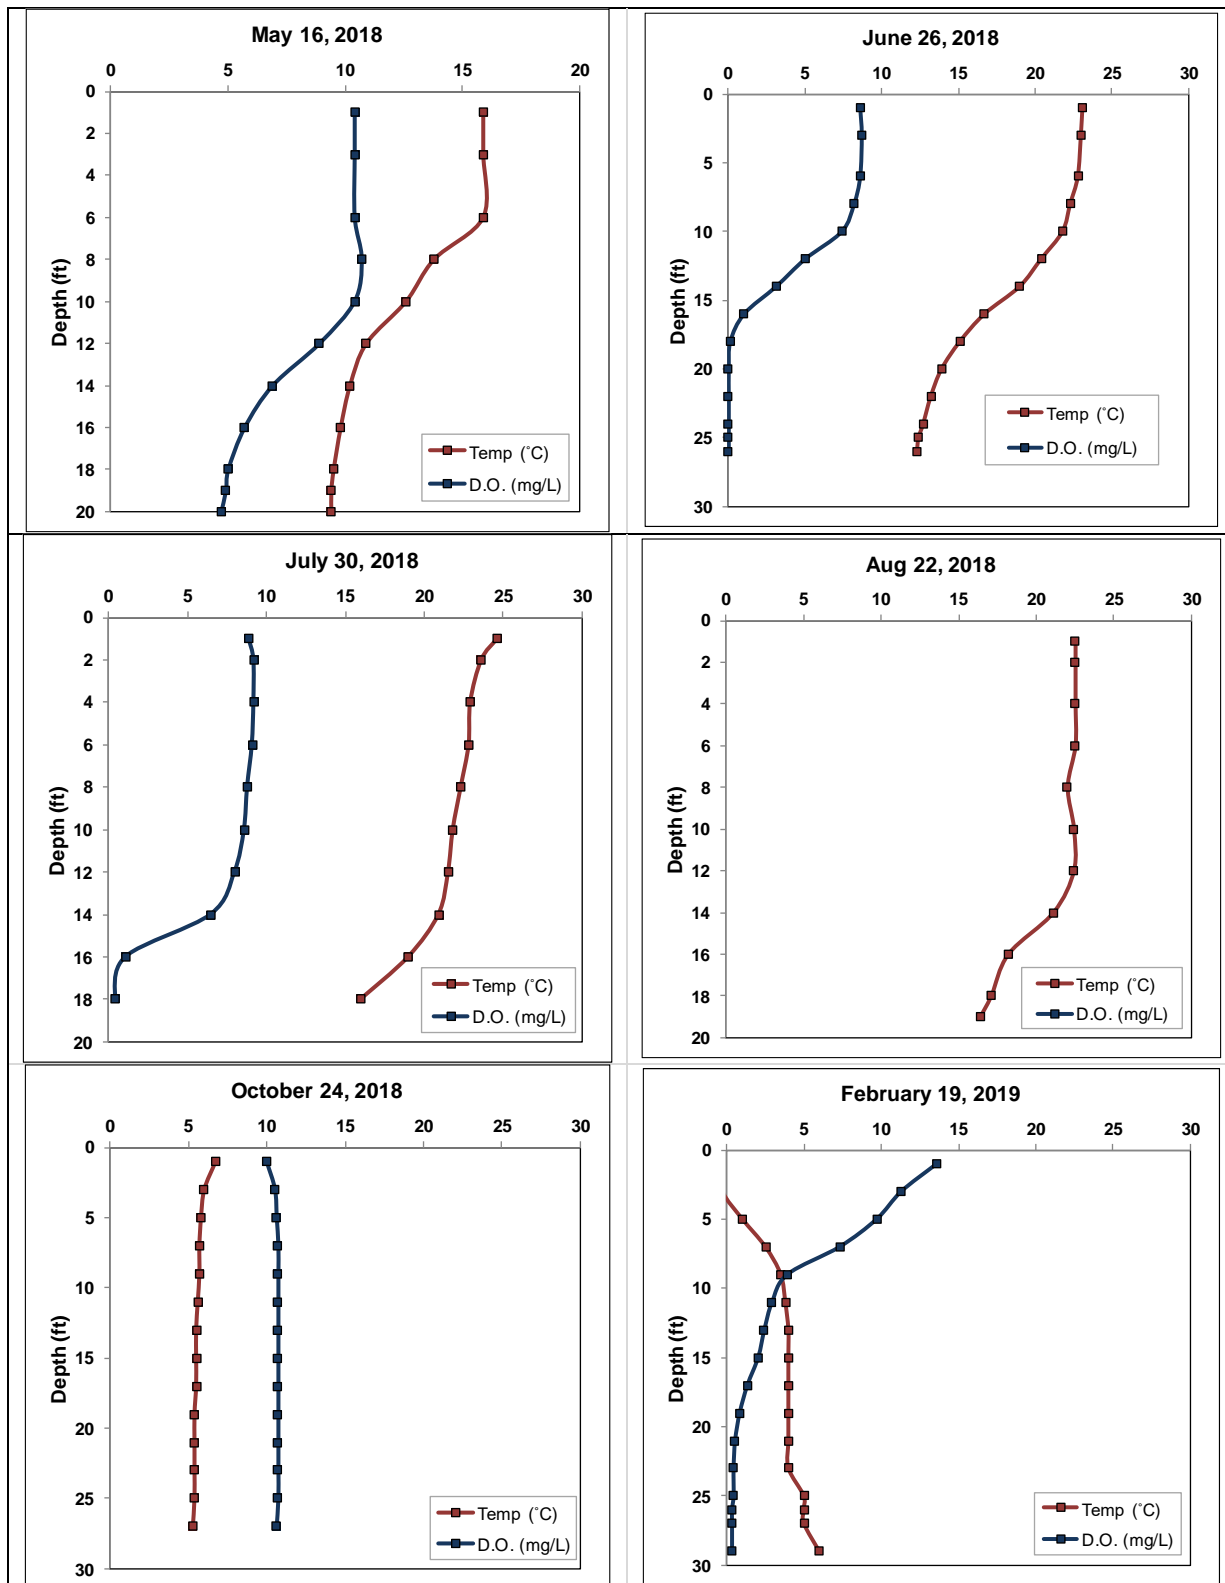 May 16, 2018
0 5 10 15 20
0
2
4
6
8
10
12
14
16
18
20
Depth (ft)
Temp (˚C)
D.O. (mg/L)
June 26, 2018
0 5 10 15 20 25 30
0
5
10
15
20
25
30
Depth (ft)
Temp (˚C)
D.O. (mg/L)
July 30, 2018
0 5 10 15 20 25 30
0
2
4
6
8
10
12
14
16
18
20
Depth (ft)
Temp (˚C)
D.O. (mg/L)
Aug 22, 2018
0 5 10 15 20 25 30
0
2
4
6
8
10
12
14
16
18
20
Depth (ft)
Temp (˚C)
D.O. (mg/L)
October 24, 2018
0 5 10 15 20 25 30
0
5
10
15
20
25
30
Depth (ft)
Temp (˚C)
D.O. (mg/L)
February 19, 2019
0 5 10 15 20 25 30
0
5
10
15
20
25
30
Depth (ft)
Temp (˚C)
D.O. (mg/L)